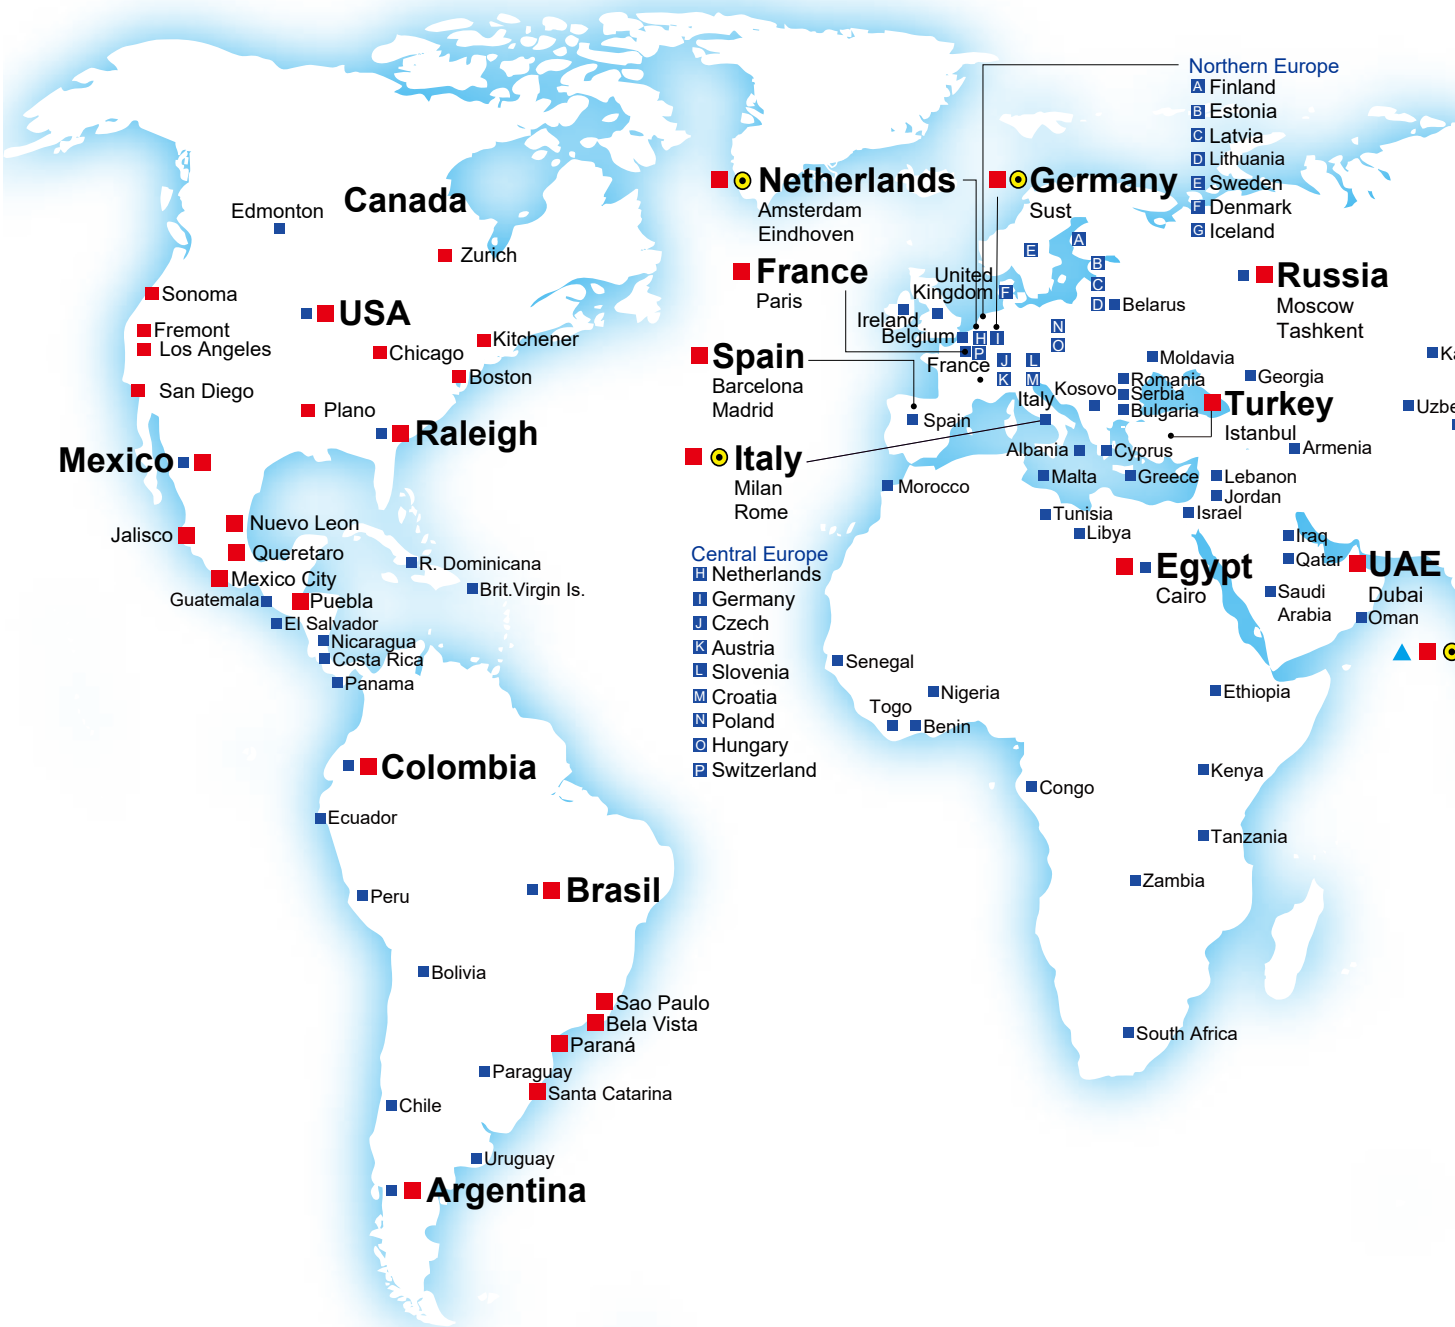 Canada
Edmonton
Zurich
Sonoma
USA
Fremont
Los Angeles
Kitchener
Chicago
Boston
San Diego
Plano
Raleigh
Mexico
Nuevo Leon
Jalisco
Queretaro
Mexico City
Guatemala
Puebla
El Salvador
Nicaragua
Costa Rica
Panama
R. Dominicana
Brit.Virgin Is.
Colombia
Ecuador
Peru
Brasil
Bolivia
Sao Paulo
Bela Vista
Paraná
Paraguay
Santa Catarina
Chile
Uruguay
Argentina
Netherlands
Amsterdam
Eindhoven
France
Paris
Spain
Barcelona
Madrid
Italy
Milan
Rome
Central Europe
H Netherlands
I Germany
J Czech
K Austria
L Slovenia
M Croatia
N Poland
O Hungary
P Switzerland
Germany
Sust
Northern Europe
A Finland
B Estonia
C Latvia
D Lithuania
E Sweden
F Denmark
G Iceland
E
A
B
C
D
F
N
O
H
I
P
J
L
K
M
United
Kingdom
Ireland
Belgium
France
Spain
Italy
Kosovo
Belarus
Moldavia
Romania
Serbia
Bulgaria
Albania
Cyprus
Malta
Greece
Morocco
Tunisia
Libya
Russia
Moscow
Tashkent
Georgia
Turkey
Istanbul
Armenia
Lebanon
Jordan
Israel
Iraq
Qatar
Saudi
Arabia
UAE
Dubai
Oman
Ka
Uzbe
Egypt
Cairo
Senegal
Nigeria
Togo
Benin
Ethiopia
Congo
Kenya
Tanzania
Zambia
South Africa